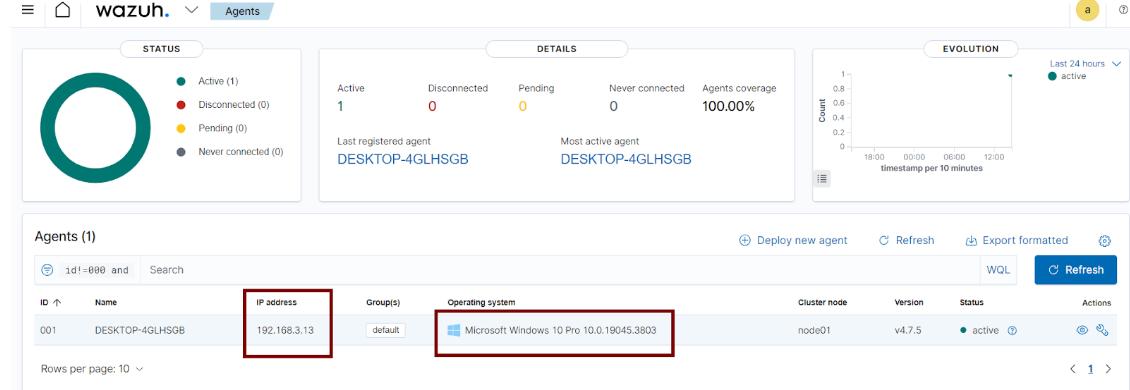 wazuh. Agents a
STATUS
Active (1)
Disconnected (0)
Pending (0)
Never connected (0)
DETAILS
Active Disconnected Pending Never connected Agents coverage
1 0 0 0 100.00%
Last registered agent Most active agent
DESKTOP-4GLHSGB DESKTOP-4GLHSGB
EVOLUTION
Last 24 hours
active
Count
1
0.8
0.6
0.4
0.2
0
18:00 00:00 06:00 12:00
timestamp per 10 minutes
Agents (1)
Deploy new agent Refresh Export formatted
id!=000 and Search WQL Refresh
ID Name IP address Group(s) Operating system Cluster node Version Status Actions
001 DESKTOP-4GLHSGB 192.168.3.13 default Microsoft Windows 10 Pro 10.0.19045.3803 node01 v4.7.5 active
Rows per page: 10 < 1 >